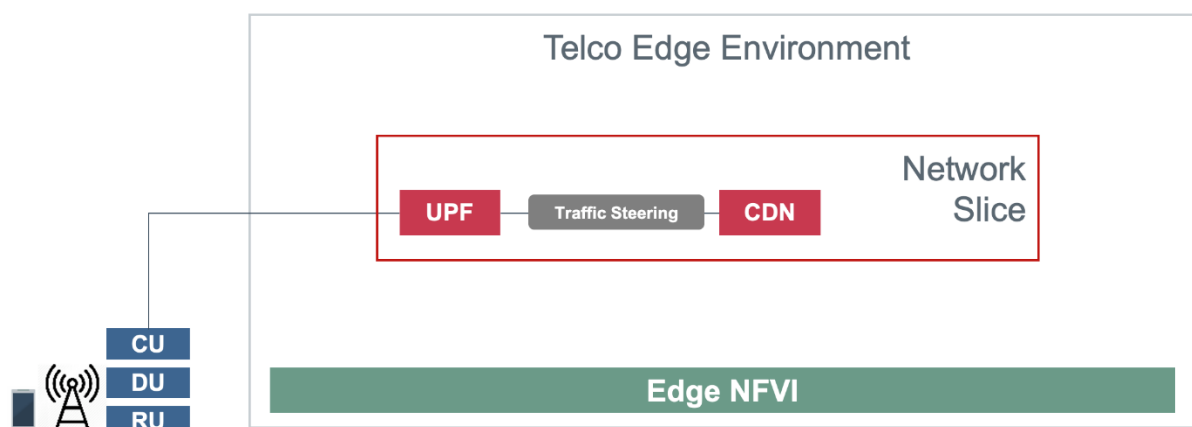 Telco Edge Environment
Network
Slice
UPF
Traffic Steering
CDN
CU
DU
RU
Edge NFVI